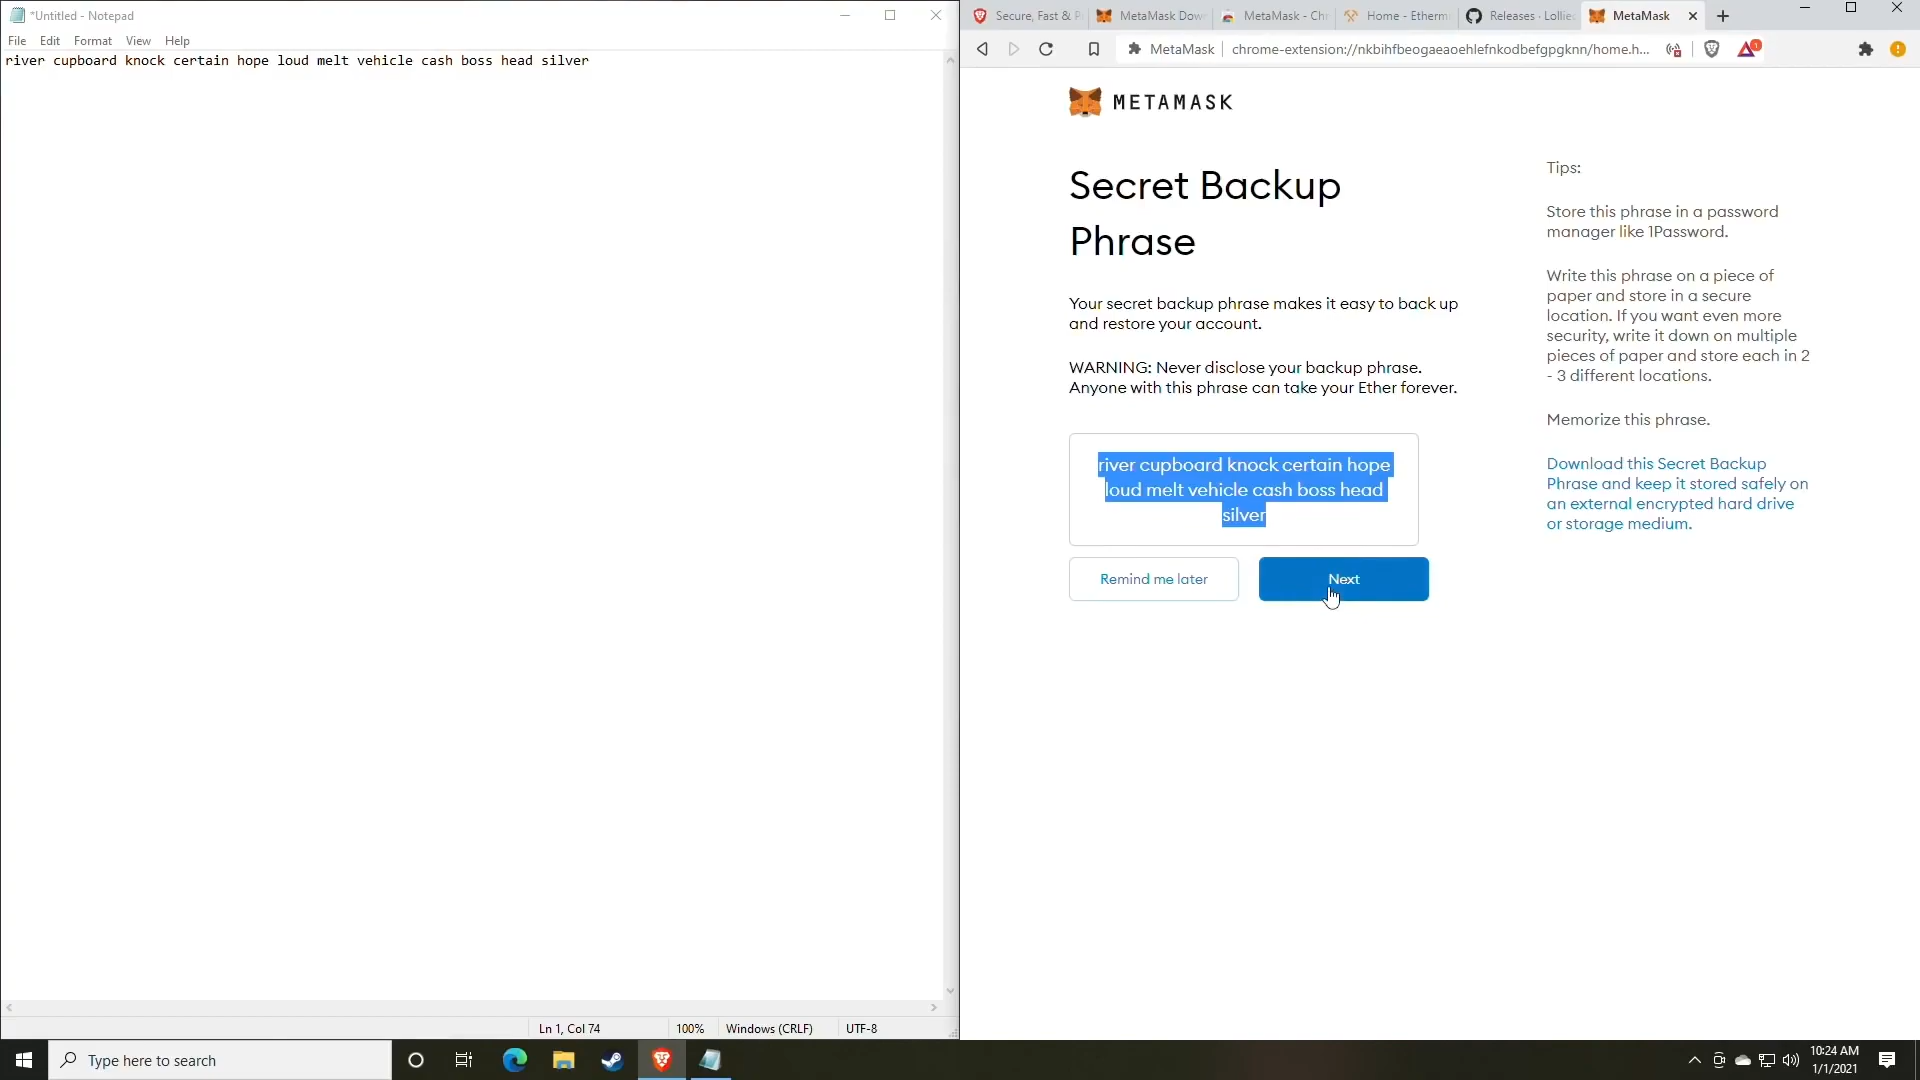 *Untitled - Notepad
File Edit Format View Help
river cupboard knock certain hope loud melt vehicle cash boss head silver
Ln 1, Col 74 100% Windows (CRLF) UTF-8
Secure, Fast & MetaMask Dow MetaMask - Ch Home - Etherm Releases · Lollie MetaMask
MetaMask chrome-extension://nkbihfbeogaeaoehlefnkodbefgpgknn/home.h... 1
METAMASK
Secret Backup
Phrase
Your secret backup phrase makes it easy to back up
and restore your account.
WARNING: Never disclose your backup phrase.
Anyone with this phrase can take your Ether forever.
river cupboard knock certain hope
loud melt vehicle cash boss head
silver
Remind me later Next
Tips:
Store this phrase in a password
manager like 1Password.
Write this phrase on a piece of
paper and store in a secure
location. If you want even more
security, write it down on multiple
pieces of paper and store each in 2
- 3 different locations.
Memorize this phrase.
Download this Secret Backup
Phrase and keep it stored safely on
an external encrypted hard drive
or storage medium.
Type here to search
10:24 AM
1/1/2021